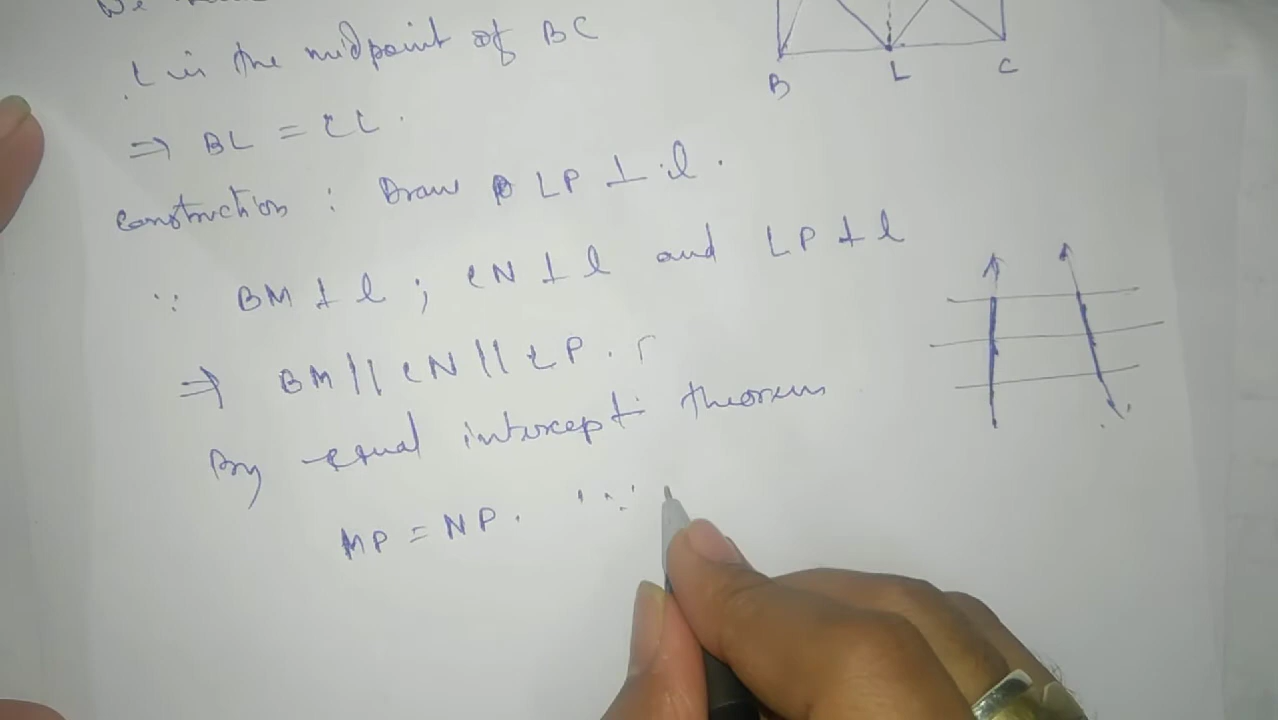 We
L is the midpoint of BC
B L C
⇒ BL = CL.
Construction : Draw LP ⊥ l.
∵ BM ⊥ l ; CN ⊥ l and LP ⊥ l
⇒ BM || CN || LP.
By equal intercept theorem
MP = NP. ∵